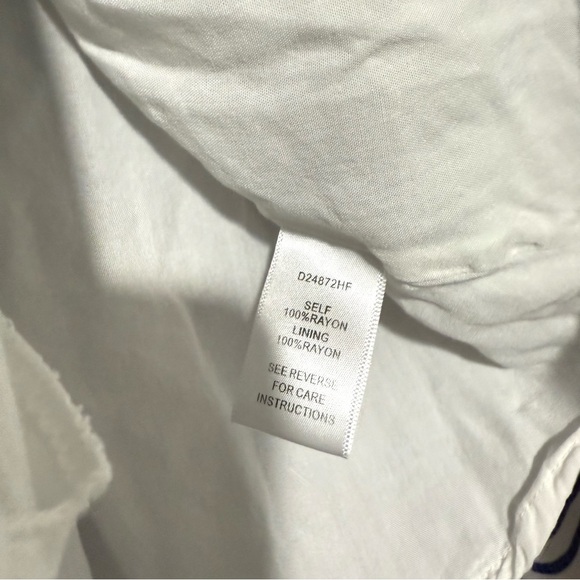 D24872HF
SELF
100%RAYON
LINING
100%RAYON
SEE REVERSE
FOR CARE
INSTRUCTIONS